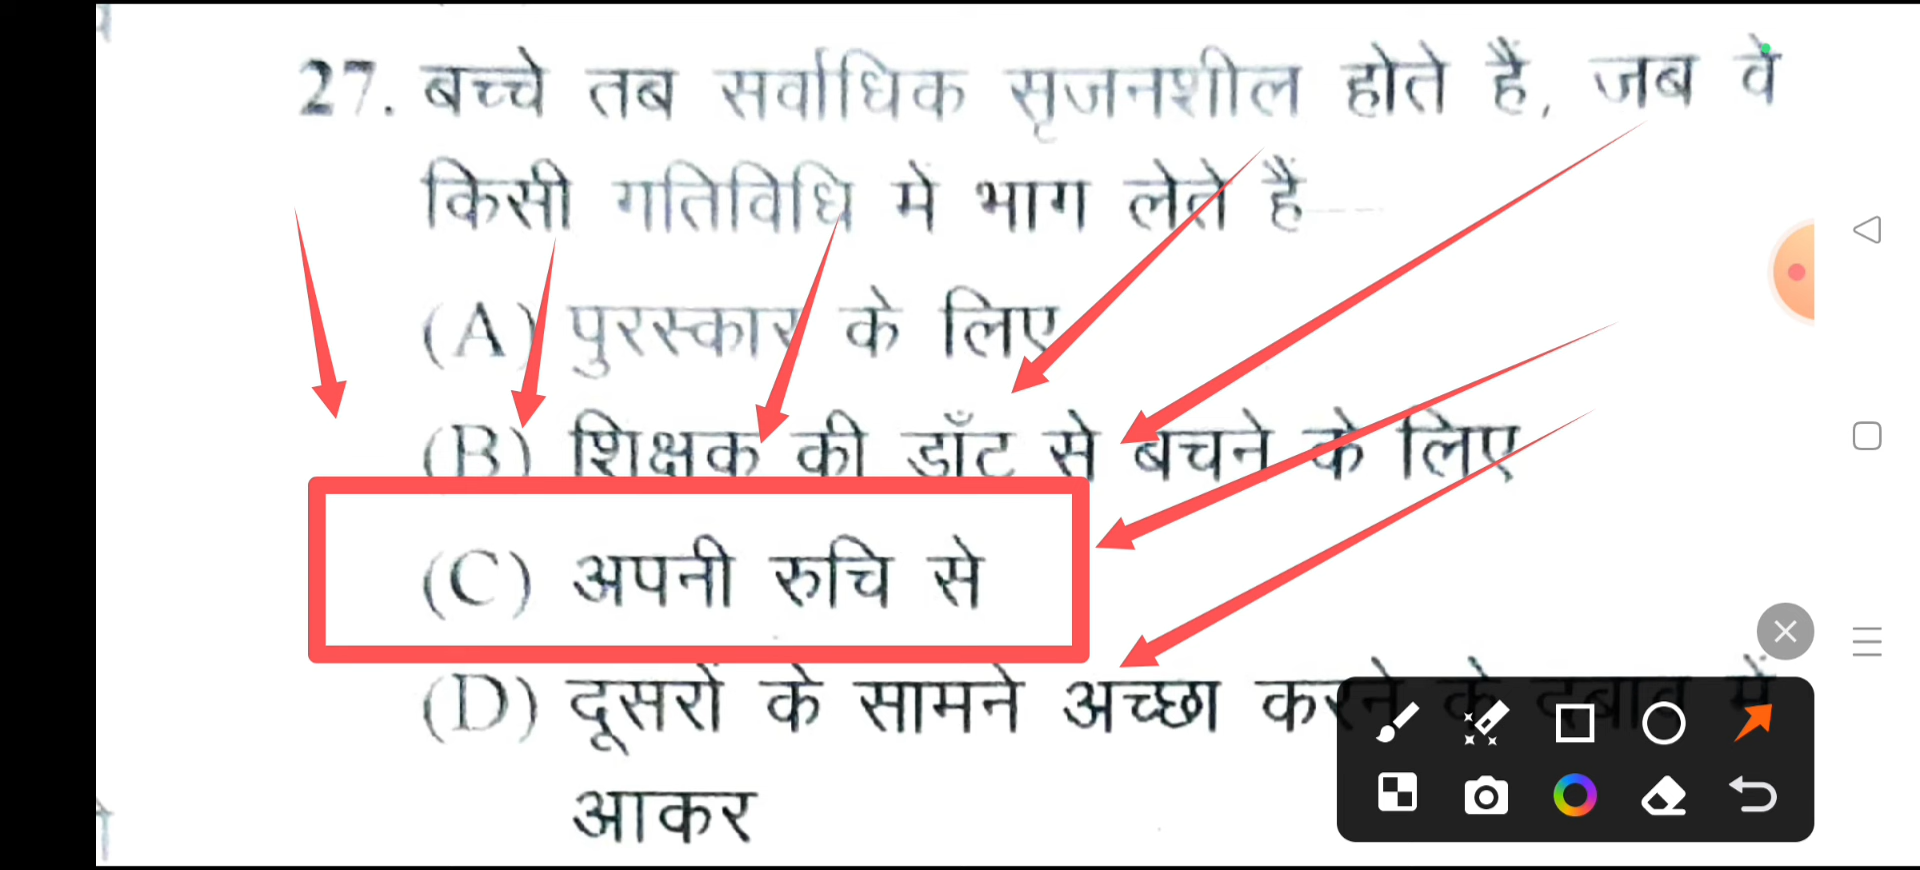 27. बच्चे तब सर्वाधिक सृजनशील होते हैं, जब वे
किसी गतिविधि में भाग लेते हैं
(A) पुरस्कार के लिए
(B) शिक्षक की डाँट से बचने के लिए
(C) अपनी रुचि से
(D) दूसरों के सामने अच्छा करने के दबाव में
आकर